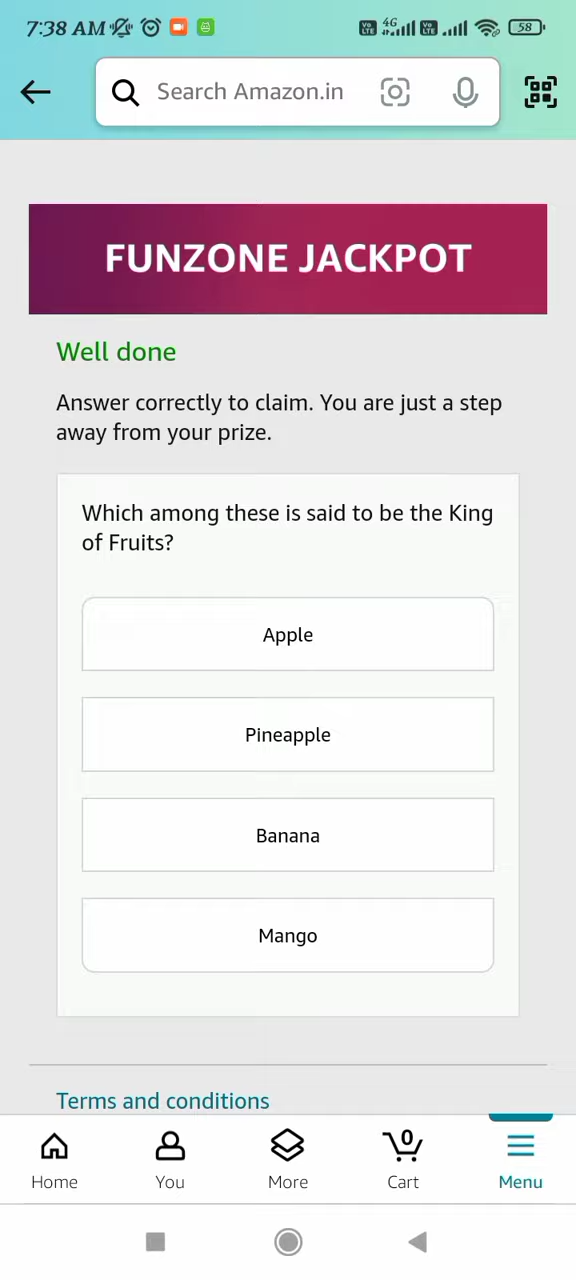 7:38 AM
4G
58
Search Amazon.in
FUNZONE JACKPOT
Well done
Answer correctly to claim. You are just a step
away from your prize.
Which among these is said to be the King
of Fruits?
Apple
Pineapple
Banana
Mango
Terms and conditions
0
Home You More Cart Menu